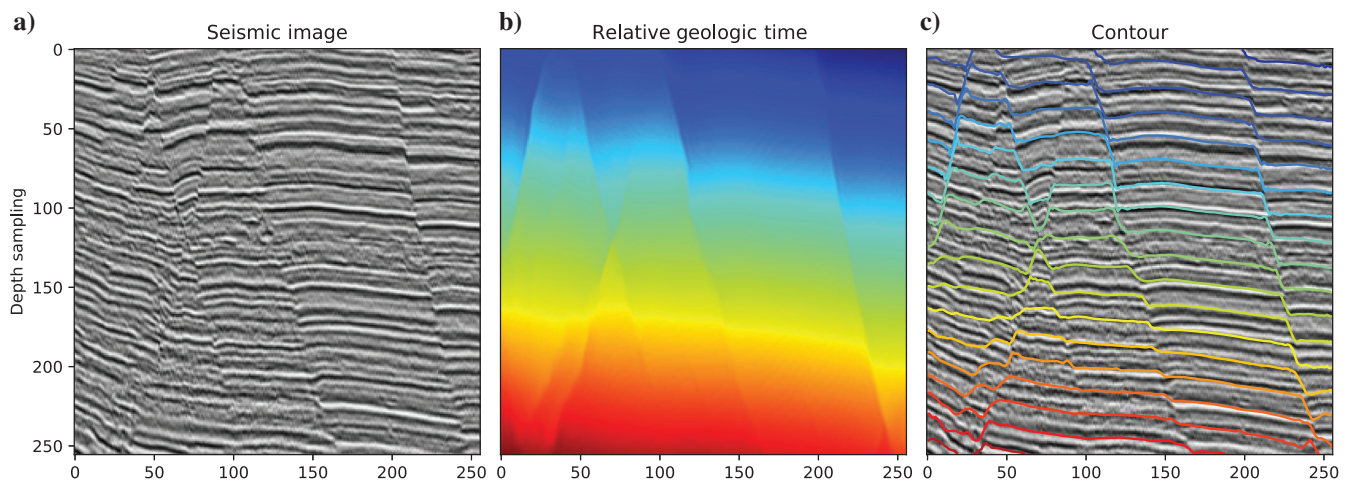 a) Seismic image
b) Relative geologic time
c) Contour
Depth sampling
0
50
100
150
200
250
0 50 100 150 200 250
0 50 100 150 200 250
0 50 100 150 200 250